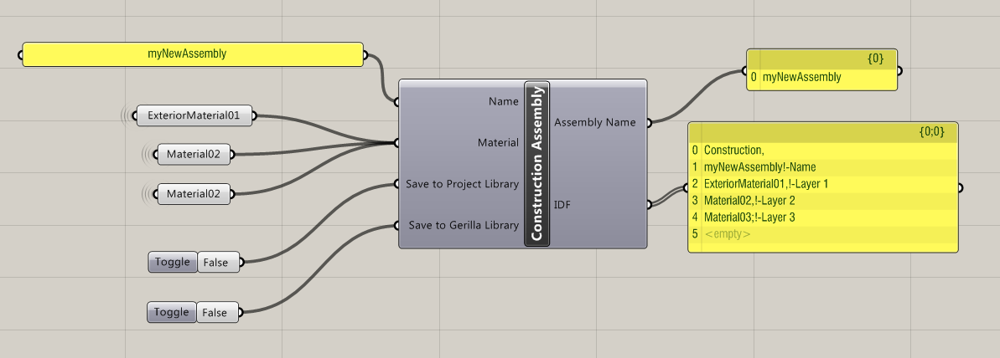 myNewAssembly
ExteriorMaterial01
Material02
Material02
Toggle False
Toggle False
Name
Material
Save to Project Library
Save to Gerilla Library
Construction Assembly
Assembly Name
IDF
{0}
0 myNewAssembly
{0;0}
0 Construction,
1 myNewAssembly!-Name
2 ExteriorMaterial01,!-Layer 1
3 Material02,!-Layer 2
4 Material03;!-Layer 3
5 <empty>